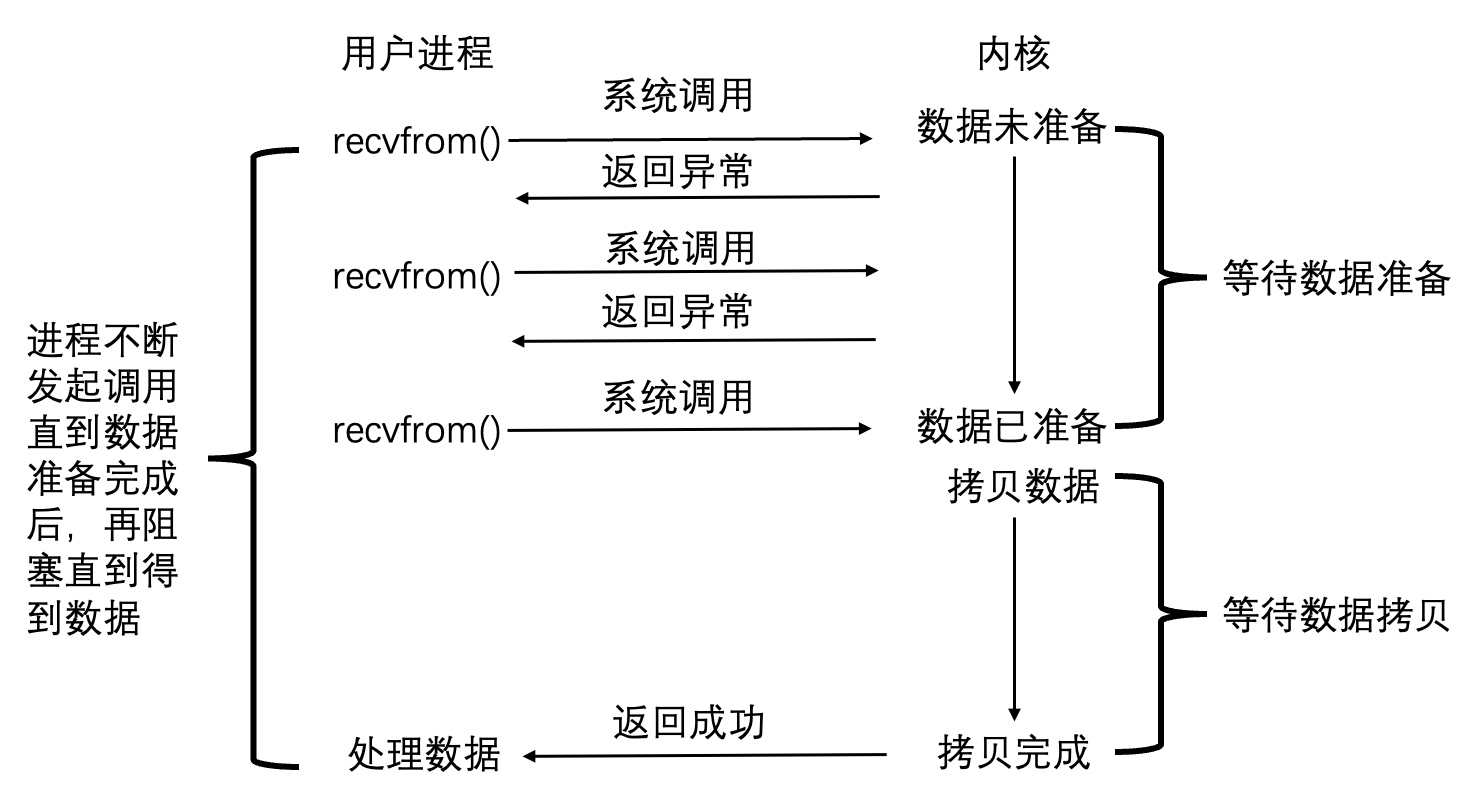 用户进程
内核
系统调用
recvfrom()
数据未准备
返回异常
系统调用
recvfrom()
等待数据准备
返回异常
进程不断
发起调用
直到数据
准备完成
后，再阻
塞直到得
到数据
系统调用
recvfrom()
数据已准备
拷贝数据
等待数据拷贝
返回成功
处理数据
拷贝完成